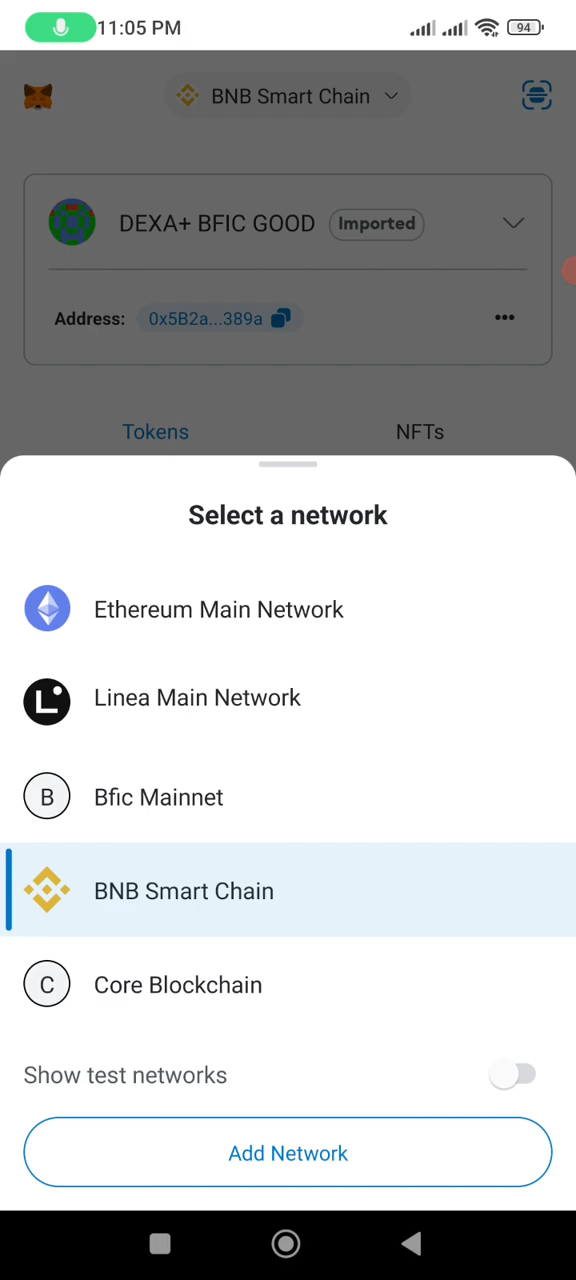 11:05 PM
94
BNB Smart Chain
DEXA+ BFIC GOOD
Imported
Address: 0x5B2a...389a
Tokens
NFTs
Select a network
Ethereum Main Network
L
Linea Main Network
B
Bfic Mainnet
BNB Smart Chain
C
Core Blockchain
Show test networks
Add Network